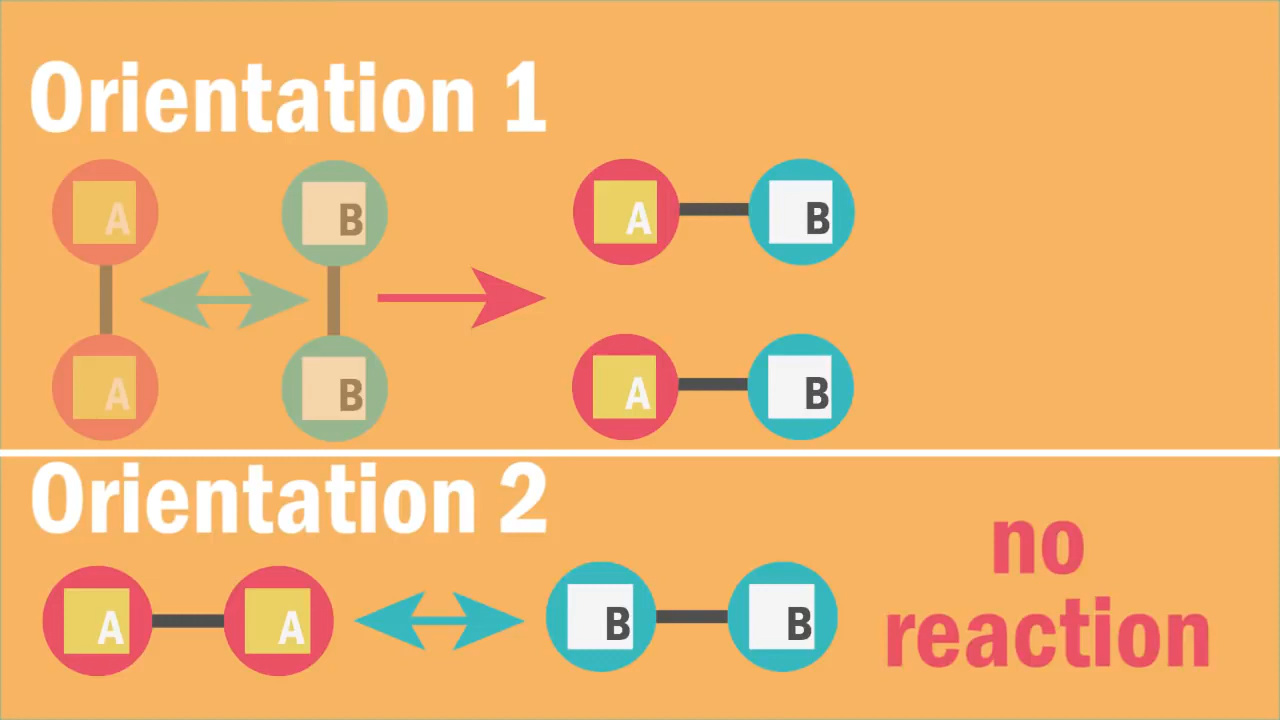 Orientation 1
A B A B
A B A B
Orientation 2
no
A A B B
reaction